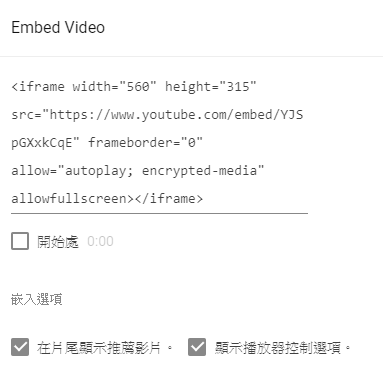 Embed Video
<iframe width="560" height="315"
src="https://www.youtube.com/embed/YJS
pGXxkCqE" frameborder="0"
allow="autoplay; encrypted-media"
allowfullscreen></iframe>
開始處 0:00
嵌入選項
在片尾顯示推薦影片。 顯示播放器控制選項。